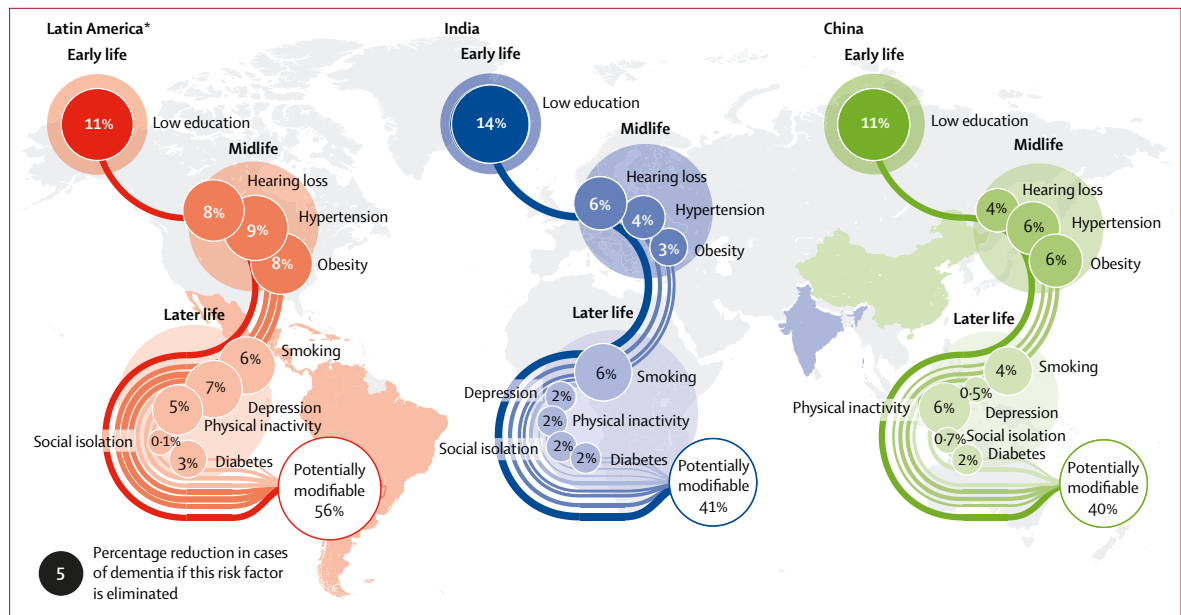 Latin America*
Early life
11%
Low education
Midlife
Hearing loss
8%
Hypertension
9%
8%
Obesity
Later life
6%
Smoking
7%
Depression
5%
Physical inactivity
Social isolation
0·1%
3%
Diabetes
Potentially
modifiable
56%
India
Early life
14%
Low education
Midlife
Hearing loss
6%
Hypertension
4%
3%
Obesity
Later life
6%
Smoking
Depression
2%
2%
Physical inactivity
Social isolation
2%
2%
Diabetes
Potentially
modifiable
41%
China
Early life
11%
Low education
Midlife
Hearing loss
4%
Hypertension
6%
6%
Obesity
Later life
4%
Smoking
0·5%
Depression
Physical inactivity
6%
0·7%
Social isolation
2%
Diabetes
Potentially
modifiable
40%
5
Percentage reduction in cases
of dementia if this risk factor
is eliminated